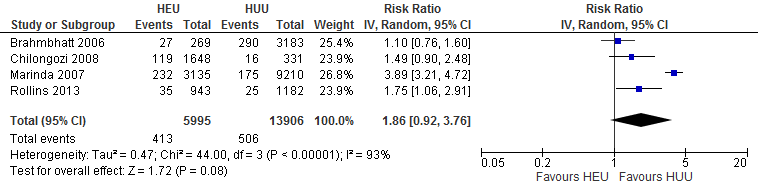 HEU HUU Risk Ratio Risk Ratio
Study or Subgroup Events Total Events Total Weight IV, Random, 95% CI IV, Random, 95% CI
Brahmbhatt 2006 27 269 290 3183 25.4% 1.10 [0.76, 1.60]
Chilongozi 2008 119 1648 16 331 23.9% 1.49 [0.90, 2.48]
Marinda 2007 232 3135 175 9210 26.8% 3.89 [3.21, 4.72]
Rollins 2013 35 943 25 1182 23.9% 1.75 [1.06, 2.91]
Total (95% CI) 5995 13906 100.0% 1.86 [0.92, 3.76]
Total events 413 506
Heterogeneity: Tau² = 0.47; Chi² = 44.00, df = 3 (P < 0.00001); I² = 93%
Test for overall effect: Z = 1.72 (P = 0.08)
0.05 0.2 1 5 20
Favours HEU Favours HUU